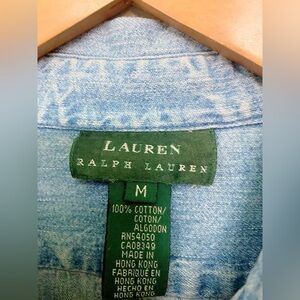 LAUREN
RALPH LAUREN
M
100% COTTON/
COTON/
ALGODON
RN54050
CA08349
MADE IN
HONG KONG
FABRIQUÉ EN
HONG KONG
HECHO EN
HONG KONG